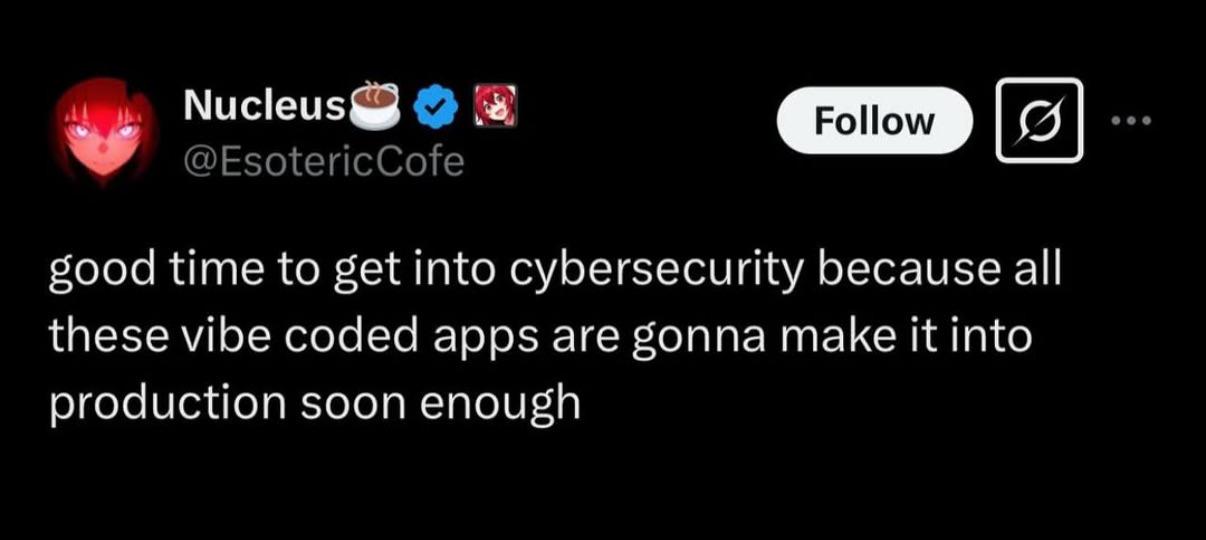 Nucleus☕
@EsotericCofe
Follow
good time to get into cybersecurity because all
these vibe coded apps are gonna make it into
production soon enough